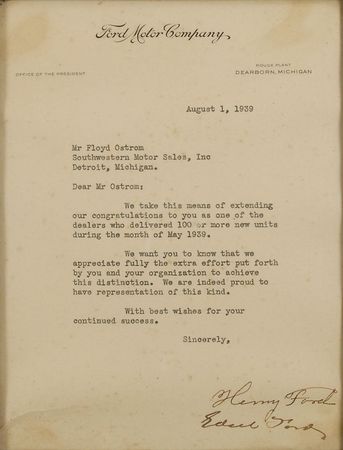 Ford Motor Company
OFFICE OF THE PRESIDENT
ROUGE PLANT
DEARBORN, MICHIGAN
August 1, 1939
Mr Floyd Ostrom
Southwestern Motor Sales, Inc
Detroit, Michigan.
Dear Mr Ostrom:
We take this means of extending
our congratulations to you as one of the
dealers who delivered 100 or more new units
during the month of May 1939.
We want you to know that we
appreciate fully the extra effort put forth
by you and your organization to achieve
this distinction. We are indeed proud to
have representation of this kind.
With best wishes for your
continued success.
Sincerely,
Henry Ford
Edsel Ford